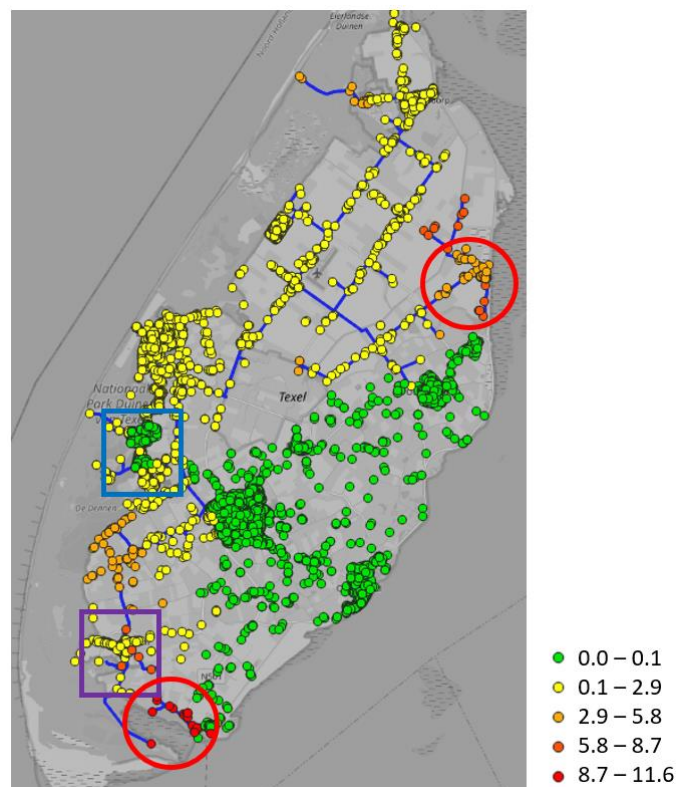 Eierlandse
Duinen
Nationaal
Park Duinen
Texel
De Dennen
0.0 – 0.1
0.1 – 2.9
2.9 – 5.8
5.8 – 8.7
8.7 – 11.6